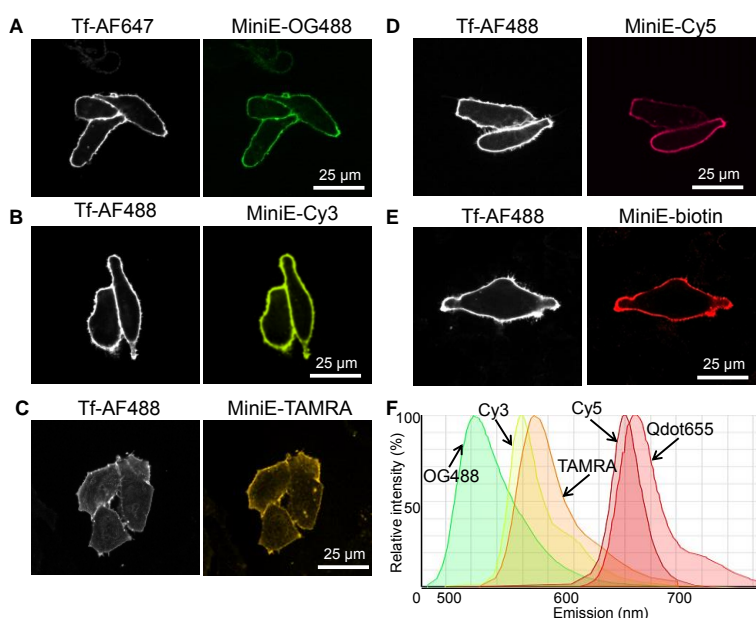 A
Tf-AF647
MiniE-OG488
25 µm
B
Tf-AF488
MiniE-Cy3
25 µm
C
Tf-AF488
MiniE-TAMRA
25 µm
D
Tf-AF488
MiniE-Cy5
25 µm
E
Tf-AF488
MiniE-biotin
25 µm
F
Relative intensity (%)
100
50
OG488
Cy3
TAMRA
Cy5
Qdot655
0 500 600 700
Emission (nm)